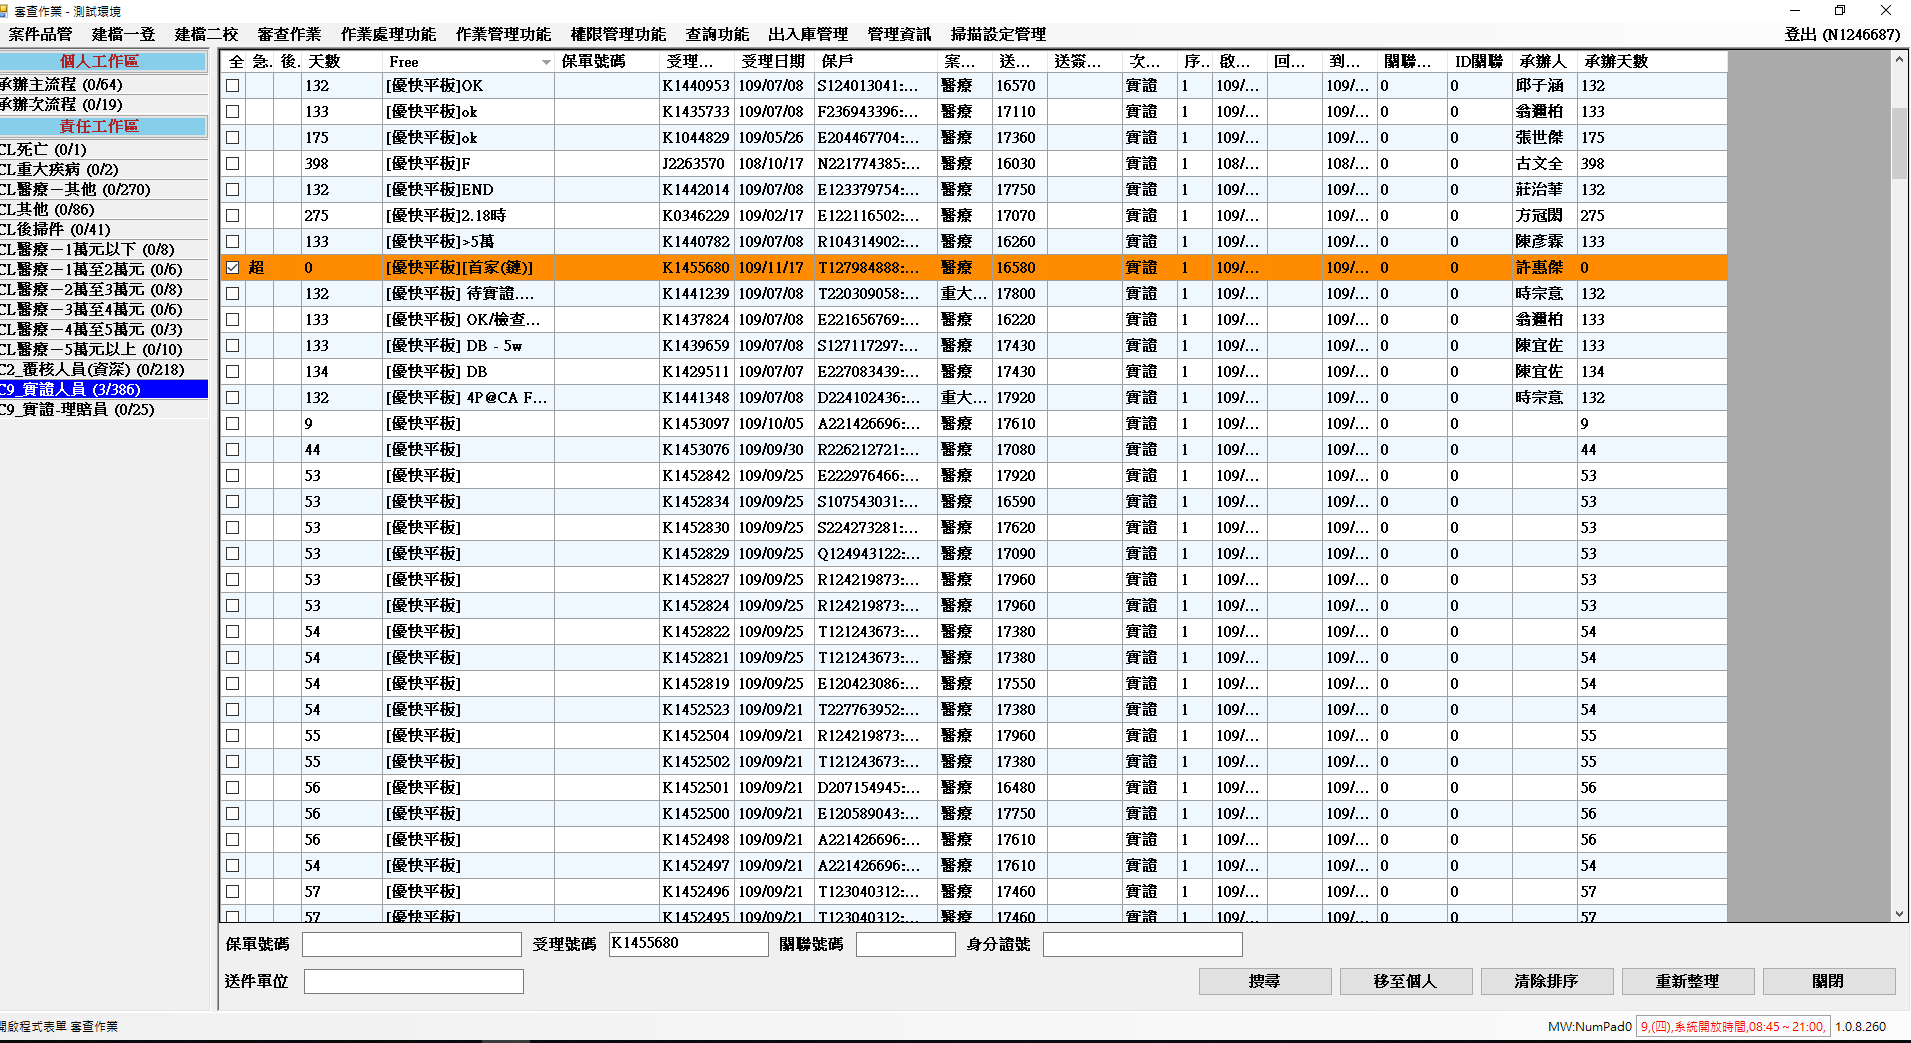 審查作業 - 測試環境
案件品管 建檔一登 建檔二校 審查作業 作業處理功能 作業管理功能 權限管理功能 查詢功能 出入庫管理 管理資訊 掃描設定管理 登出 (N1246687)
個人工作區
承辦主流程 (0/64)
承辦次流程 (0/19)
責任工作區
CL死亡 (0/1)
CL重大疾病 (0/2)
CL醫療－其他 (0/270)
CL其他 (0/86)
CL後掃件 (0/41)
CL醫療－1萬元以下 (0/8)
CL醫療－1萬至2萬元 (0/6)
CL醫療－2萬至3萬元 (0/8)
CL醫療－3萬至4萬元 (0/6)
CL醫療－4萬至5萬元 (0/3)
CL醫療－5萬元以上 (0/10)
C2_覆核人員(資深) (0/218)
C9_實證人員 (3/386)
C9_實證-理賠員 (0/25)
全 急.. 後.. 天數 Free 保單號碼 受理... 受理日期 保戶 案... 送... 送簽... 次... 序.. 啟... 回... 到... 關聯... ID關聯 承辦人 承辦天數
132 [優快平板]OK K1440953 109/07/08 S124013041:... 醫療 16570 實證 1 109/... 109/... 0 0 邱子涵 132
133 [優快平板]ok K1435733 109/07/08 F236943396:... 醫療 17110 實證 1 109/... 109/... 0 0 翁邇柏 133
175 [優快平板]ok K1044829 109/05/26 E204467704:... 醫療 17360 實證 1 109/... 109/... 0 0 張世傑 175
398 [優快平板]F J2263570 108/10/17 N221774385:... 醫療 16030 實證 1 108/... 108/... 0 0 古文全 398
132 [優快平板]END K1442014 109/07/08 E123379754:... 醫療 17750 實證 1 109/... 109/... 0 0 莊治華 132
275 [優快平板]2.18時 K0346229 109/02/17 E122116502:... 醫療 17070 實證 1 109/... 109/... 0 0 方冠閎 275
133 [優快平板]>5萬 K1440782 109/07/08 R104314902:... 醫療 16260 實證 1 109/... 109/... 0 0 陳彥霖 133
超 0 [優快平板][首家(鏈)] K1455680 109/11/17 T127984888:... 醫療 16580 實證 1 109/... 109/... 0 0 許惠傑 0
132 [優快平板] 待實證.... K1441239 109/07/08 T220309058:... 重大... 17800 實證 1 109/... 109/... 0 0 時宗意 132
133 [優快平板] OK/檢查... K1437824 109/07/08 E221656769:... 醫療 16220 實證 1 109/... 109/... 0 0 翁邇柏 133
133 [優快平板] DB - 5w K1439659 109/07/08 S127117297:... 醫療 17430 實證 1 109/... 109/... 0 0 陳宜佐 133
134 [優快平板] DB K1429511 109/07/07 E227083439:... 醫療 17430 實證 1 109/... 109/... 0 0 陳宜佐 134
132 [優快平板] 4P@CA F... K1441348 109/07/08 D224102436:... 重大... 17920 實證 1 109/... 109/... 0 0 時宗意 132
9 [優快平板] K1453097 109/10/05 A221426696:... 醫療 17610 實證 1 109/... 109/... 0 0 9
44 [優快平板] K1453076 109/09/30 R226212721:... 醫療 17080 實證 1 109/... 109/... 0 0 44
53 [優快平板] K1452842 109/09/25 E222976466:... 醫療 17920 實證 1 109/... 109/... 0 0 53
53 [優快平板] K1452834 109/09/25 S107543031:... 醫療 16590 實證 1 109/... 109/... 0 0 53
53 [優快平板] K1452830 109/09/25 S224273281:... 醫療 17620 實證 1 109/... 109/... 0 0 53
53 [優快平板] K1452829 109/09/25 Q124943122:... 醫療 17090 實證 1 109/... 109/... 0 0 53
53 [優快平板] K1452827 109/09/25 R124219873:... 醫療 17960 實證 1 109/... 109/... 0 0 53
53 [優快平板] K1452824 109/09/25 R124219873:... 醫療 17960 實證 1 109/... 109/... 0 0 53
54 [優快平板] K1452822 109/09/25 T121243673:... 醫療 17380 實證 1 109/... 109/... 0 0 54
54 [優快平板] K1452821 109/09/25 T121243673:... 醫療 17380 實證 1 109/... 109/... 0 0 54
54 [優快平板] K1452819 109/09/25 E120423086:... 醫療 17550 實證 1 109/... 109/... 0 0 54
54 [優快平板] K1452523 109/09/21 T227763952:... 醫療 17380 實證 1 109/... 109/... 0 0 54
55 [優快平板] K1452504 109/09/21 R124219873:... 醫療 17960 實證 1 109/... 109/... 0 0 55
55 [優快平板] K1452502 109/09/21 T121243673:... 醫療 17380 實證 1 109/... 109/... 0 0 55
56 [優快平板] K1452501 109/09/21 D207154945:... 醫療 16480 實證 1 109/... 109/... 0 0 56
56 [優快平板] K1452500 109/09/21 E120589043:... 醫療 17750 實證 1 109/... 109/... 0 0 56
56 [優快平板] K1452498 109/09/21 A221426696:... 醫療 17610 實證 1 109/... 109/... 0 0 56
54 [優快平板] K1452497 109/09/21 A221426696:... 醫療 17610 實證 1 109/... 109/... 0 0 54
57 [優快平板] K1452496 109/09/21 T123040312:... 醫療 17460 實證 1 109/... 109/... 0 0 57
57 [優快平板] K1452495 109/09/21 T123040312:... 醫療 17460 實證 1 109/... 109/... 0 0 57
保單號碼 受理號碼 K1455680 關聯號碼 身分證號
送件單位 搜尋 移至個人 清除排序 重新整理 關閉
開啟程式表單 審查作業 MW:NumPad0 9,(四),系統開放時間,08:45 ~ 21:00, 1.0.8.260